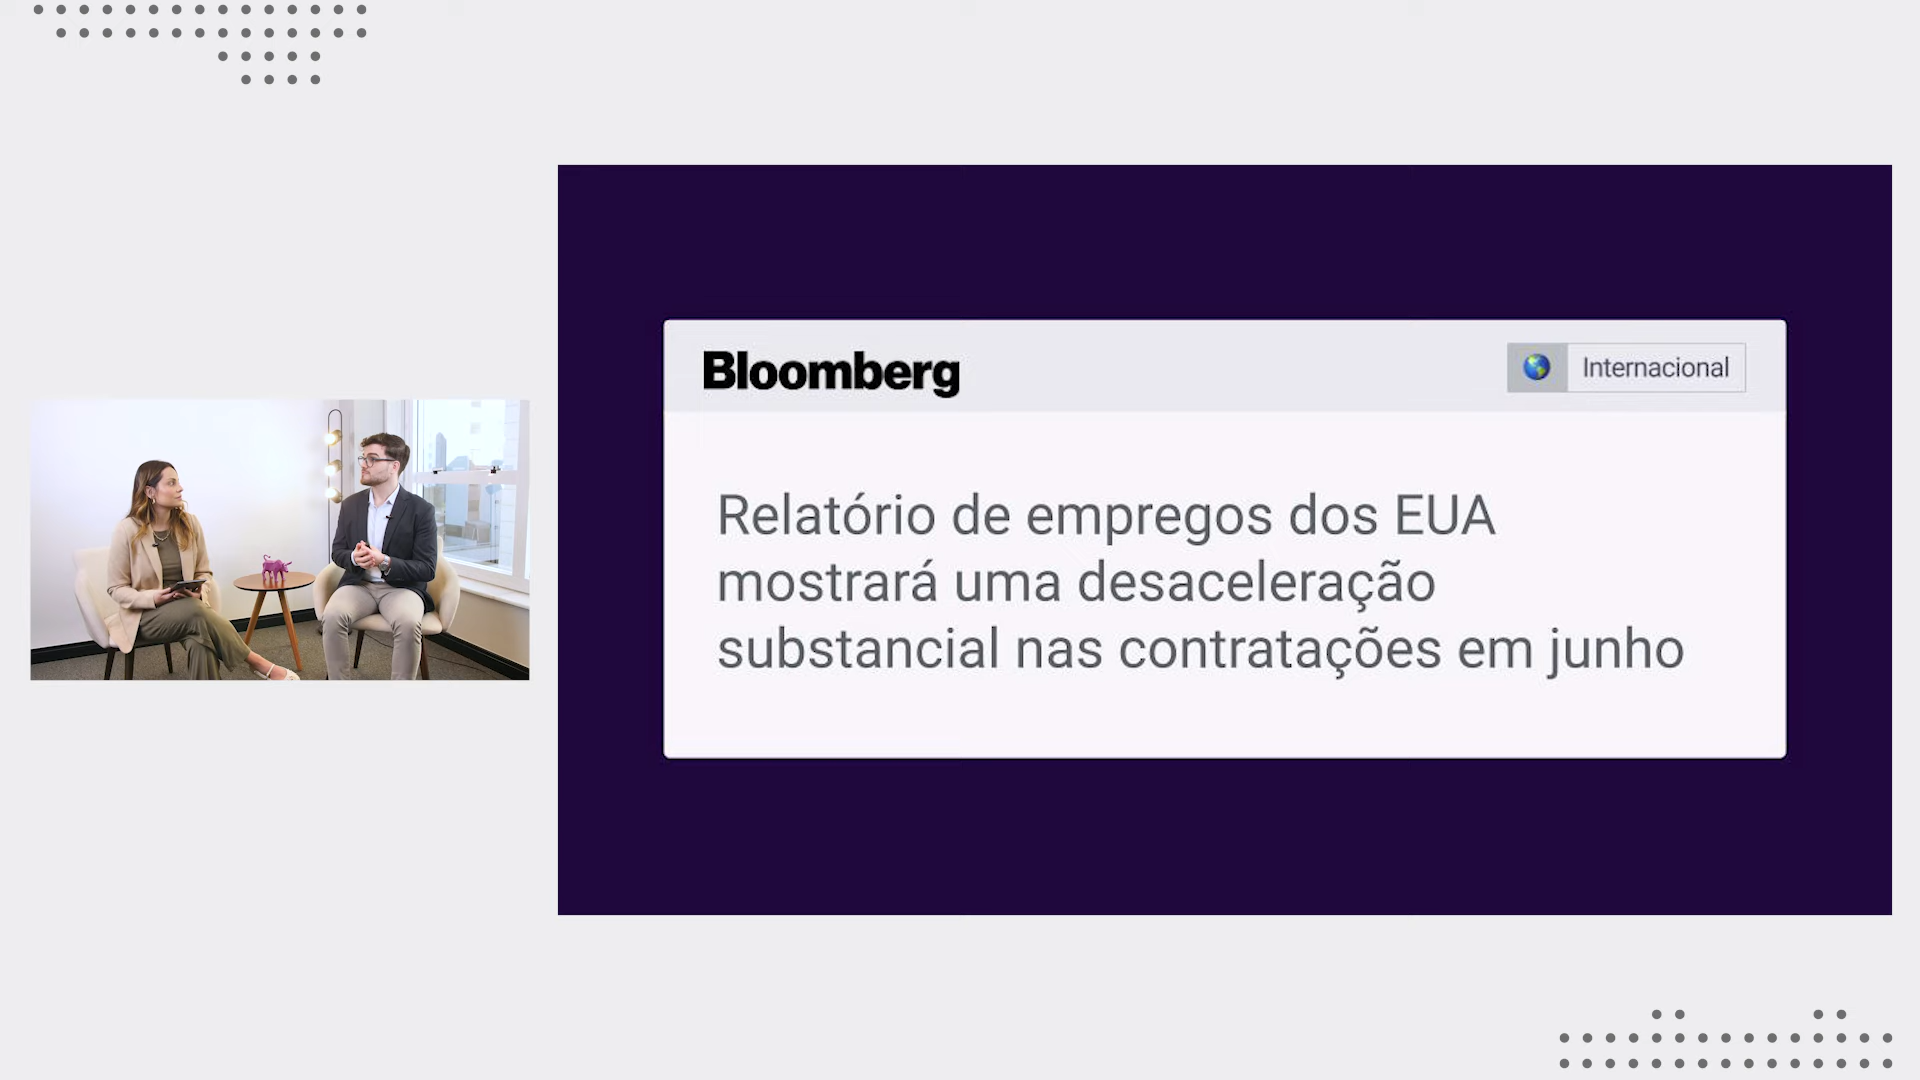 Bloomberg
Internacional
Relatório de empregos dos EUA
mostrará uma desaceleração
substancial nas contratações em junho